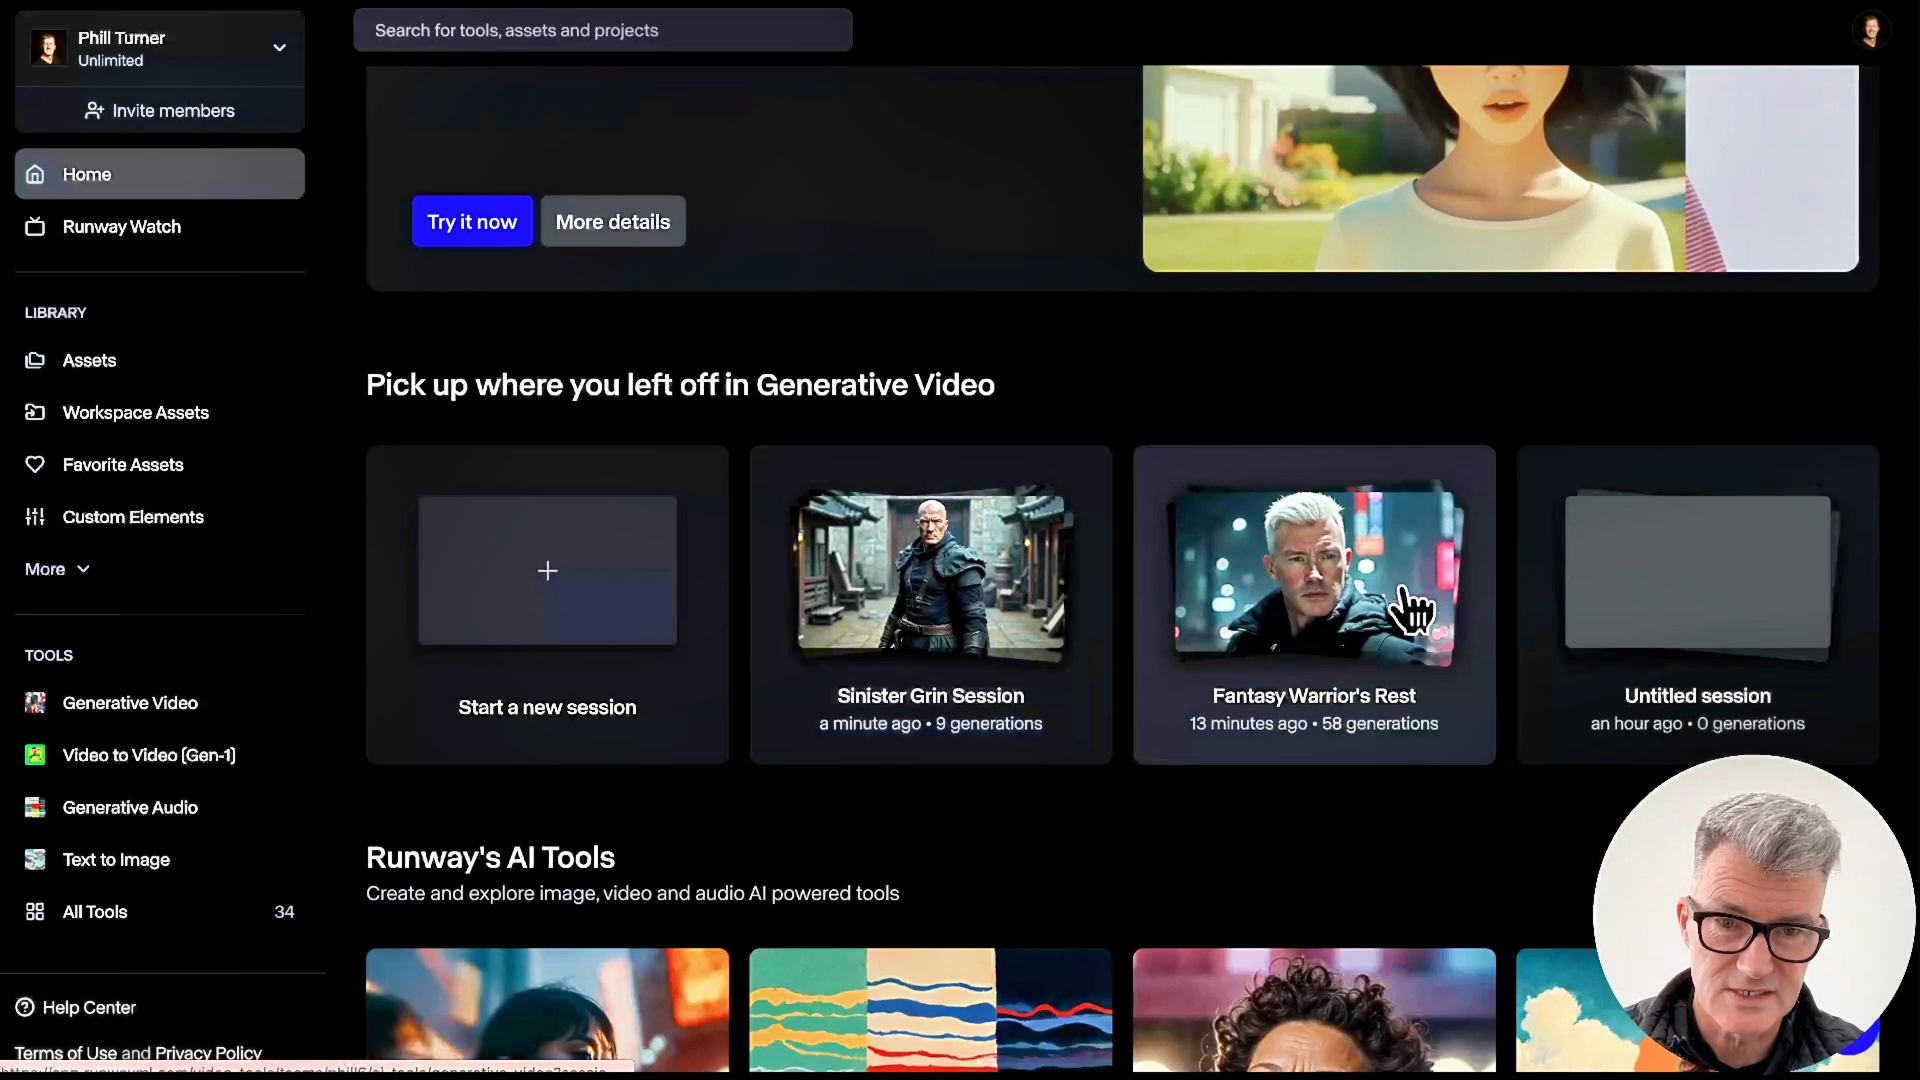 Phill Turner
Unlimited
Invite members
Home
Runway Watch
LIBRARY
Assets
Workspace Assets
Favorite Assets
Custom Elements
More
TOOLS
Generative Video
Video to Video (Gen-1)
Generative Audio
Text to Image
All Tools 34
Help Center
Terms of Use and Privacy Policy
Search for tools, assets and projects
Try it now
More details
Pick up where you left off in Generative Video
Start a new session
Sinister Grin Session
a minute ago • 9 generations
Fantasy Warrior's Rest
13 minutes ago • 58 generations
Untitled session
an hour ago • 0 generations
Runway's AI Tools
Create and explore image, video and audio AI powered tools